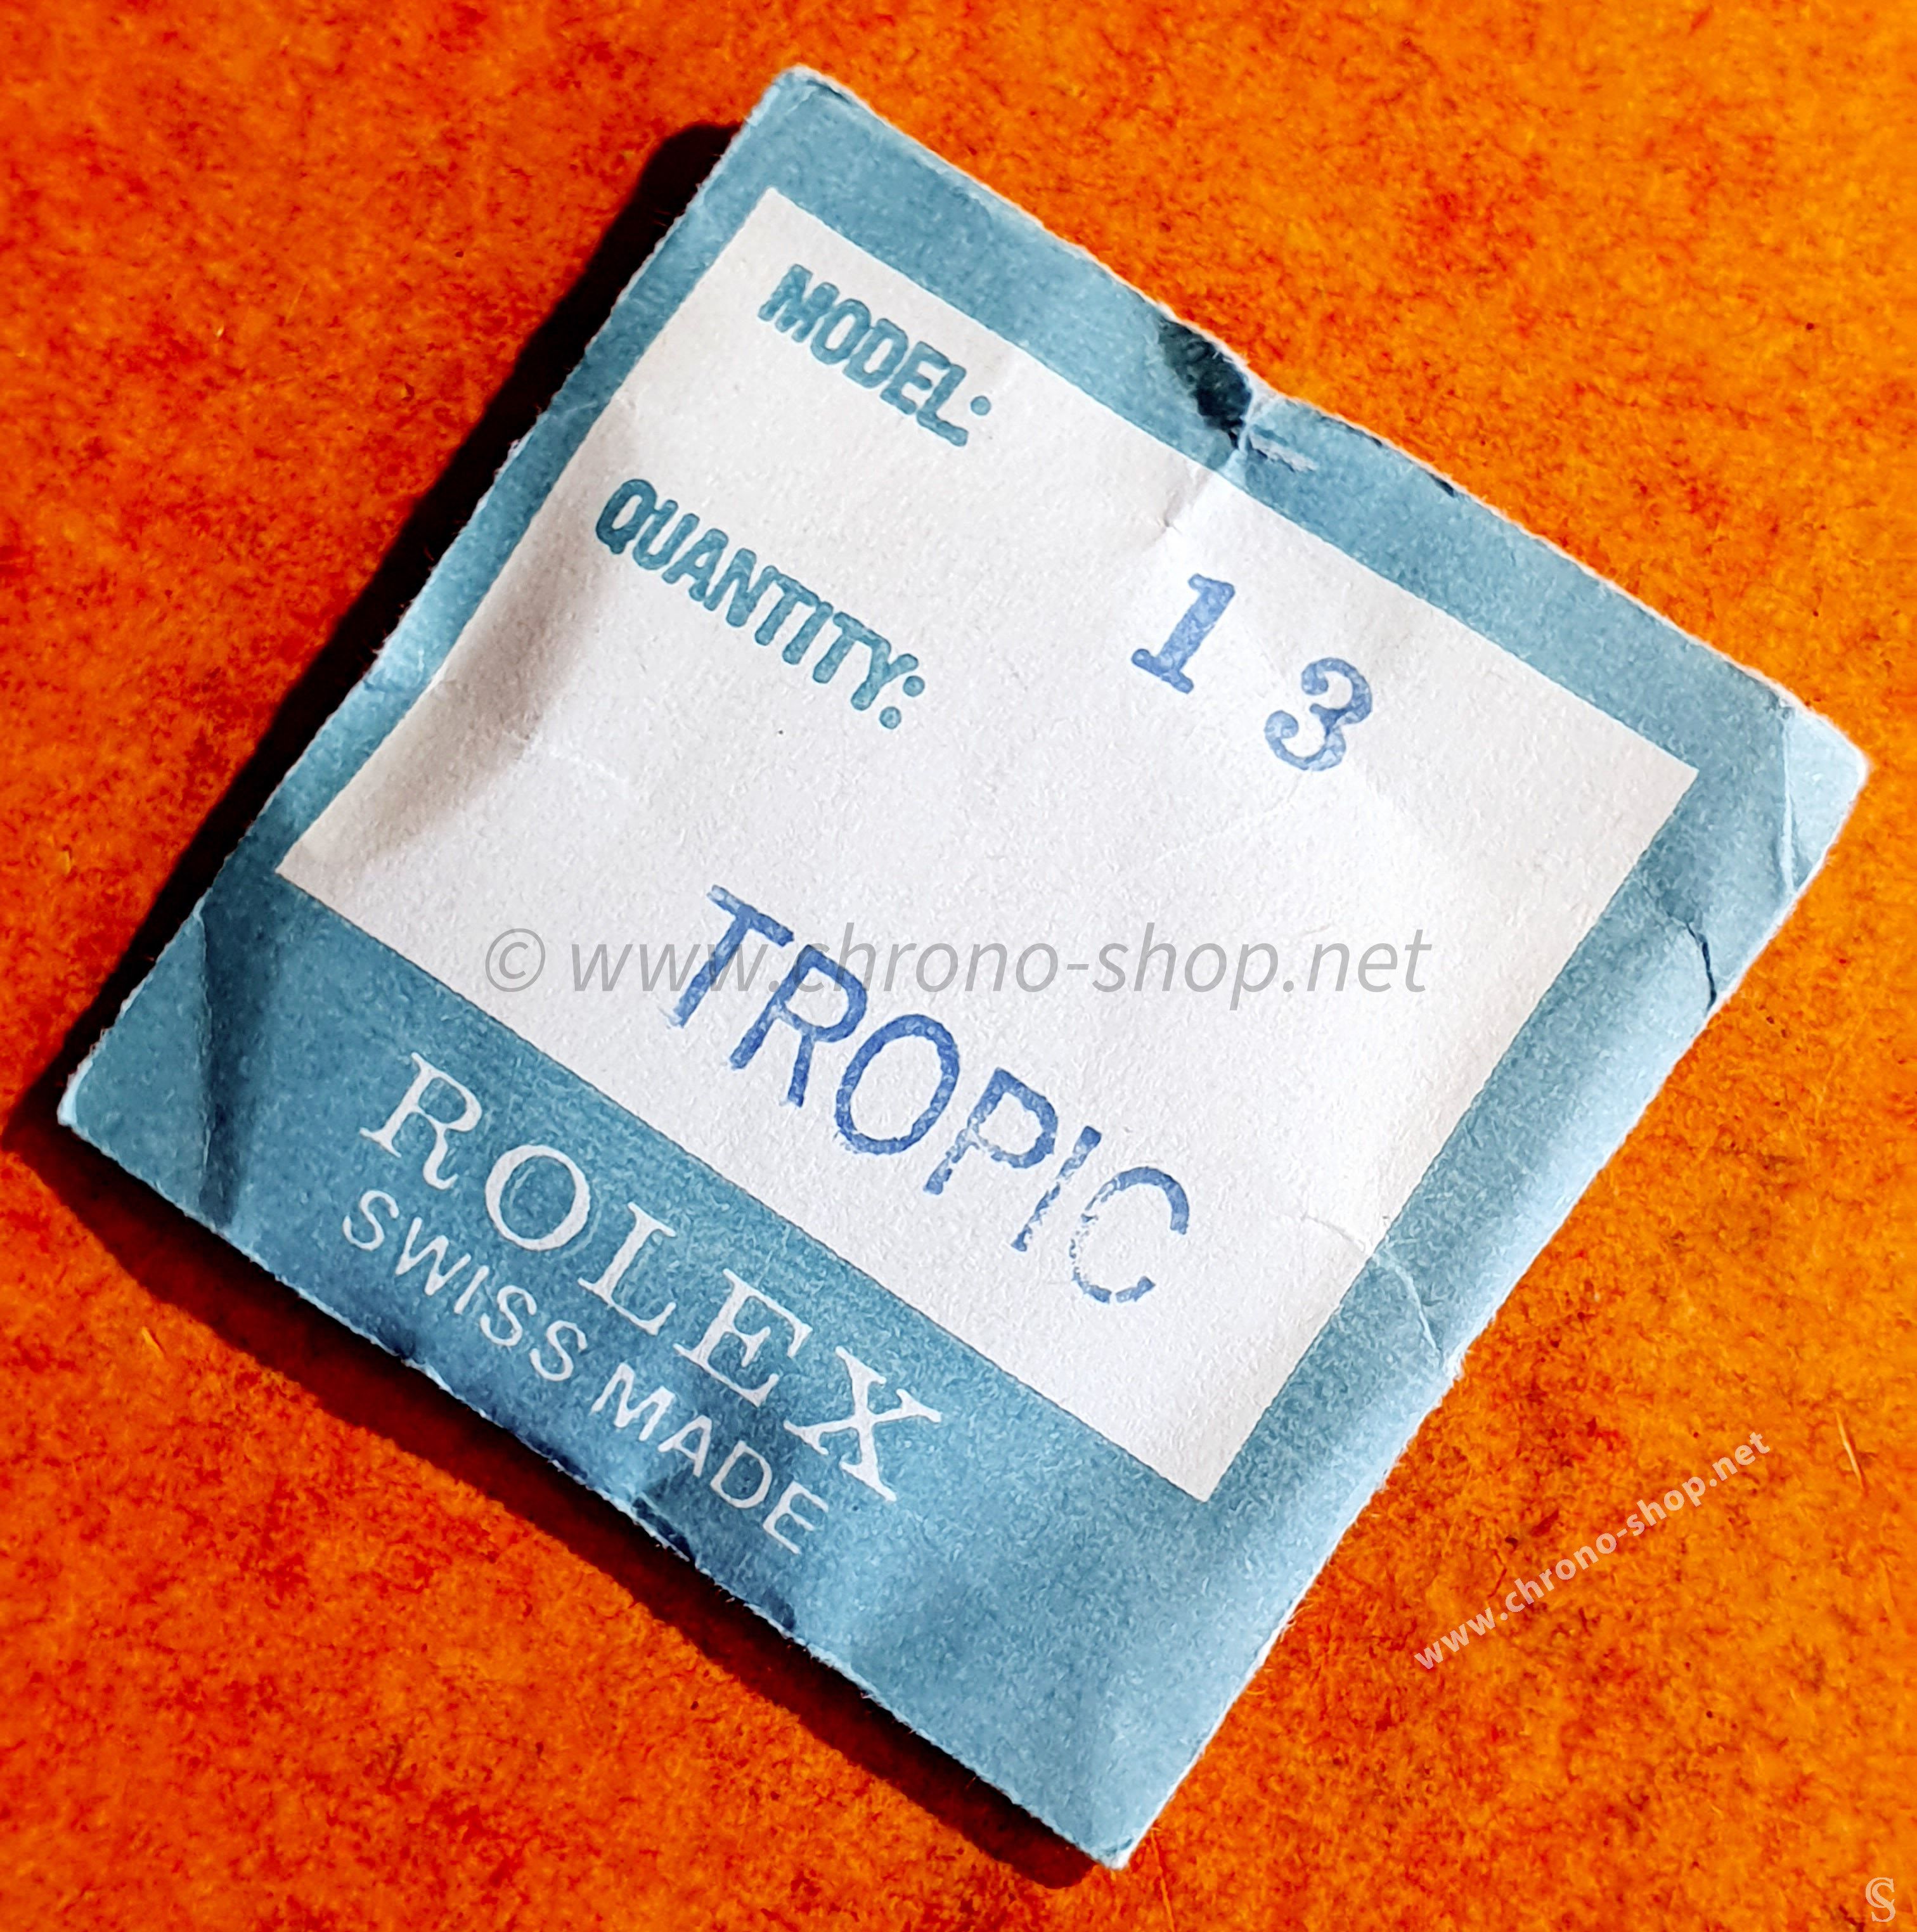 MODEL:
QUANTITY:
1 3
TROPIC
ROLEX
SWISS MADE
© www.chrono-shop.net
www.chrono-shop.net